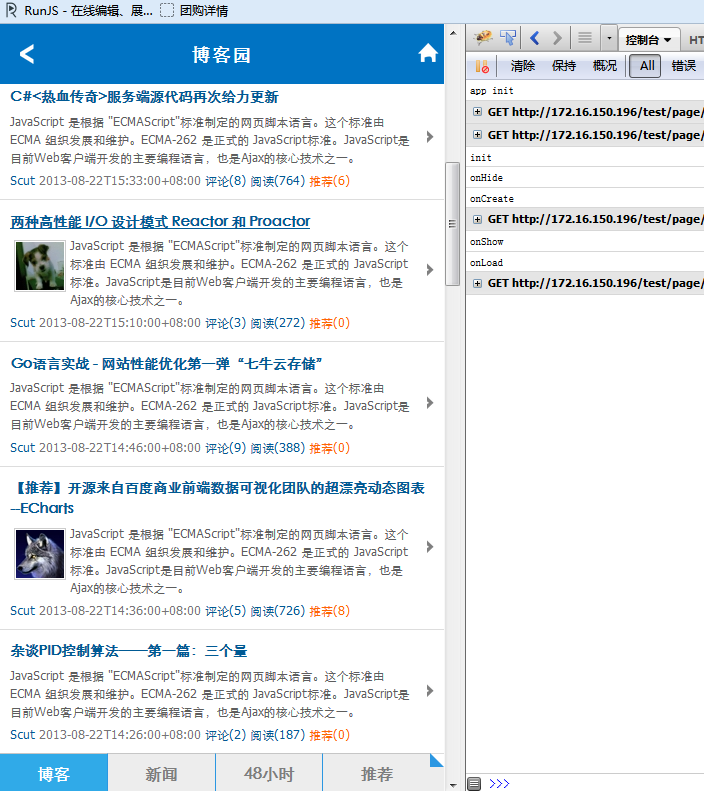 RunJS - 在线编辑、展... 团购详情
博客园
C#<热血传奇>服务端源代码再次给力更新
JavaScript 是根据 "ECMAScript"标准制定的网页脚本语言。这个标准由
ECMA 组织发展和维护。ECMA-262 是正式的 JavaScript标准。JavaScript是
目前Web客户端开发的主要编程语言，也是Ajax的核心技术之一。
Scut 2013-08-22T15:33:00+08:00 评论(8) 阅读(764) 推荐(6)
两种高性能 I/O 设计模式 Reactor 和 Proactor
JavaScript 是根据 "ECMAScript"标准制定的网页脚本语言。这个
标准由 ECMA 组织发展和维护。ECMA-262 是正式的 JavaScript
标准。JavaScript是目前Web客户端开发的主要编程语言，也是
Ajax的核心技术之一。
Scut 2013-08-22T15:10:00+08:00 评论(3) 阅读(272) 推荐(0)
Go语言实战 - 网站性能优化第一弹“七牛云存储”
JavaScript 是根据 "ECMAScript"标准制定的网页脚本语言。这个标准由
ECMA 组织发展和维护。ECMA-262 是正式的 JavaScript标准。JavaScript是
目前Web客户端开发的主要编程语言，也是Ajax的核心技术之一。
Scut 2013-08-22T14:46:00+08:00 评论(9) 阅读(388) 推荐(0)
【推荐】开源来自百度商业前端数据可视化团队的超漂亮动态图表
--ECharts
JavaScript 是根据 "ECMAScript"标准制定的网页脚本语言。这个
标准由 ECMA 组织发展和维护。ECMA-262 是正式的 JavaScript
标准。JavaScript是目前Web客户端开发的主要编程语言，也是
Ajax的核心技术之一。
Scut 2013-08-22T14:36:00+08:00 评论(5) 阅读(726) 推荐(8)
杂谈PID控制算法——第一篇：三个量
JavaScript 是根据 "ECMAScript"标准制定的网页脚本语言。这个标准由
ECMA 组织发展和维护。ECMA-262 是正式的 JavaScript标准。JavaScript是
目前Web客户端开发的主要编程语言，也是Ajax的核心技术之一。
Scut 2013-08-22T14:26:00+08:00 评论(2) 阅读(187) 推荐(0)
博客 新闻 48小时 推荐
控制台 HT
清除 保持 概况 All 错误
app init
GET http://172.16.150.196/test/page/
GET http://172.16.150.196/test/page/
init
onHide
onCreate
GET http://172.16.150.196/test/page/
onShow
onLoad
GET http://172.16.150.196/test/page/
>>>